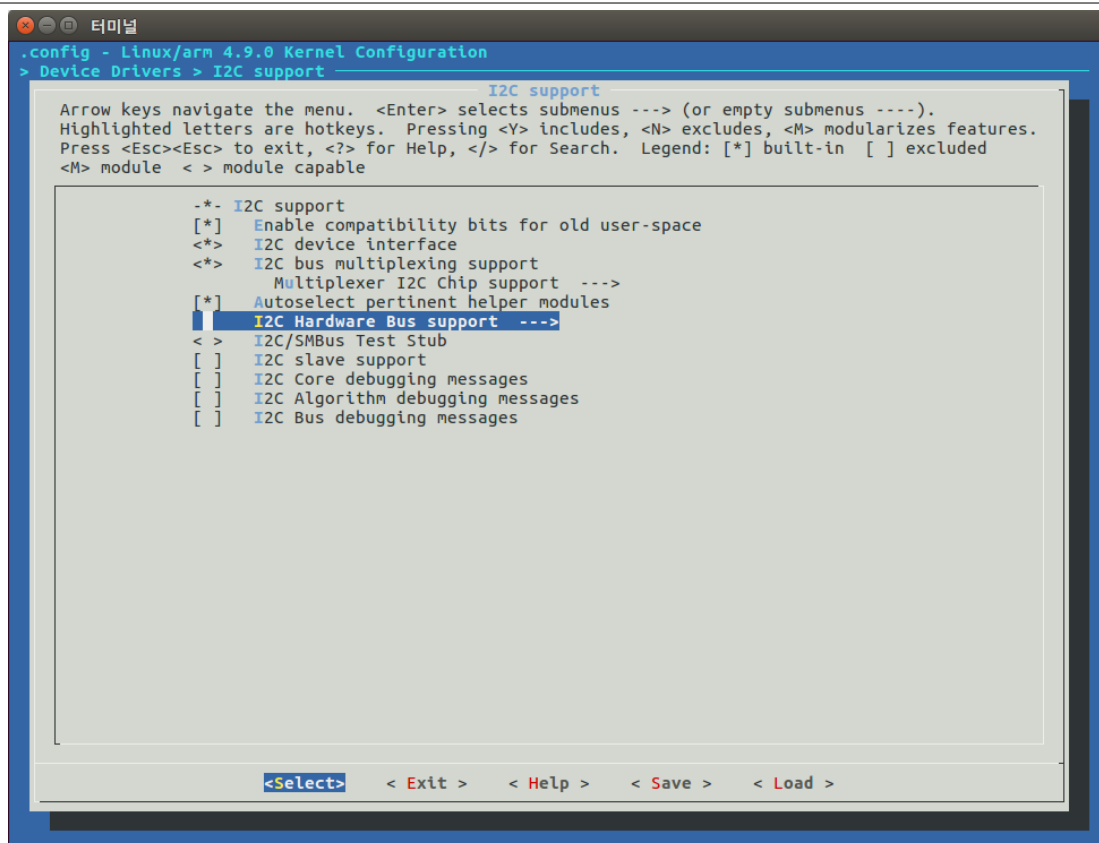 터미널
.config - Linux/arm 4.9.0 Kernel Configuration
> Device Drivers > I2C support
I2C support
Arrow keys navigate the menu.  <Enter> selects submenus ---> (or empty submenus ----).
Highlighted letters are hotkeys.  Pressing <Y> includes, <N> excludes, <M> modularizes features.
Press <Esc><Esc> to exit, <?> for Help, </> for Search.  Legend: [*] built-in  [ ] excluded
<M> module  < > module capable
-*- I2C support
[*]   Enable compatibility bits for old user-space
<*>   I2C device interface
<*>   I2C bus multiplexing support
Multiplexer I2C Chip support  --->
[*]   Autoselect pertinent helper modules
I2C Hardware Bus support  --->
< >   I2C/SMBus Test Stub
[ ]   I2C slave support
[ ]   I2C Core debugging messages
[ ]   I2C Algorithm debugging messages
[ ]   I2C Bus debugging messages
<Select>    < Exit >    < Help >    < Save >    < Load >